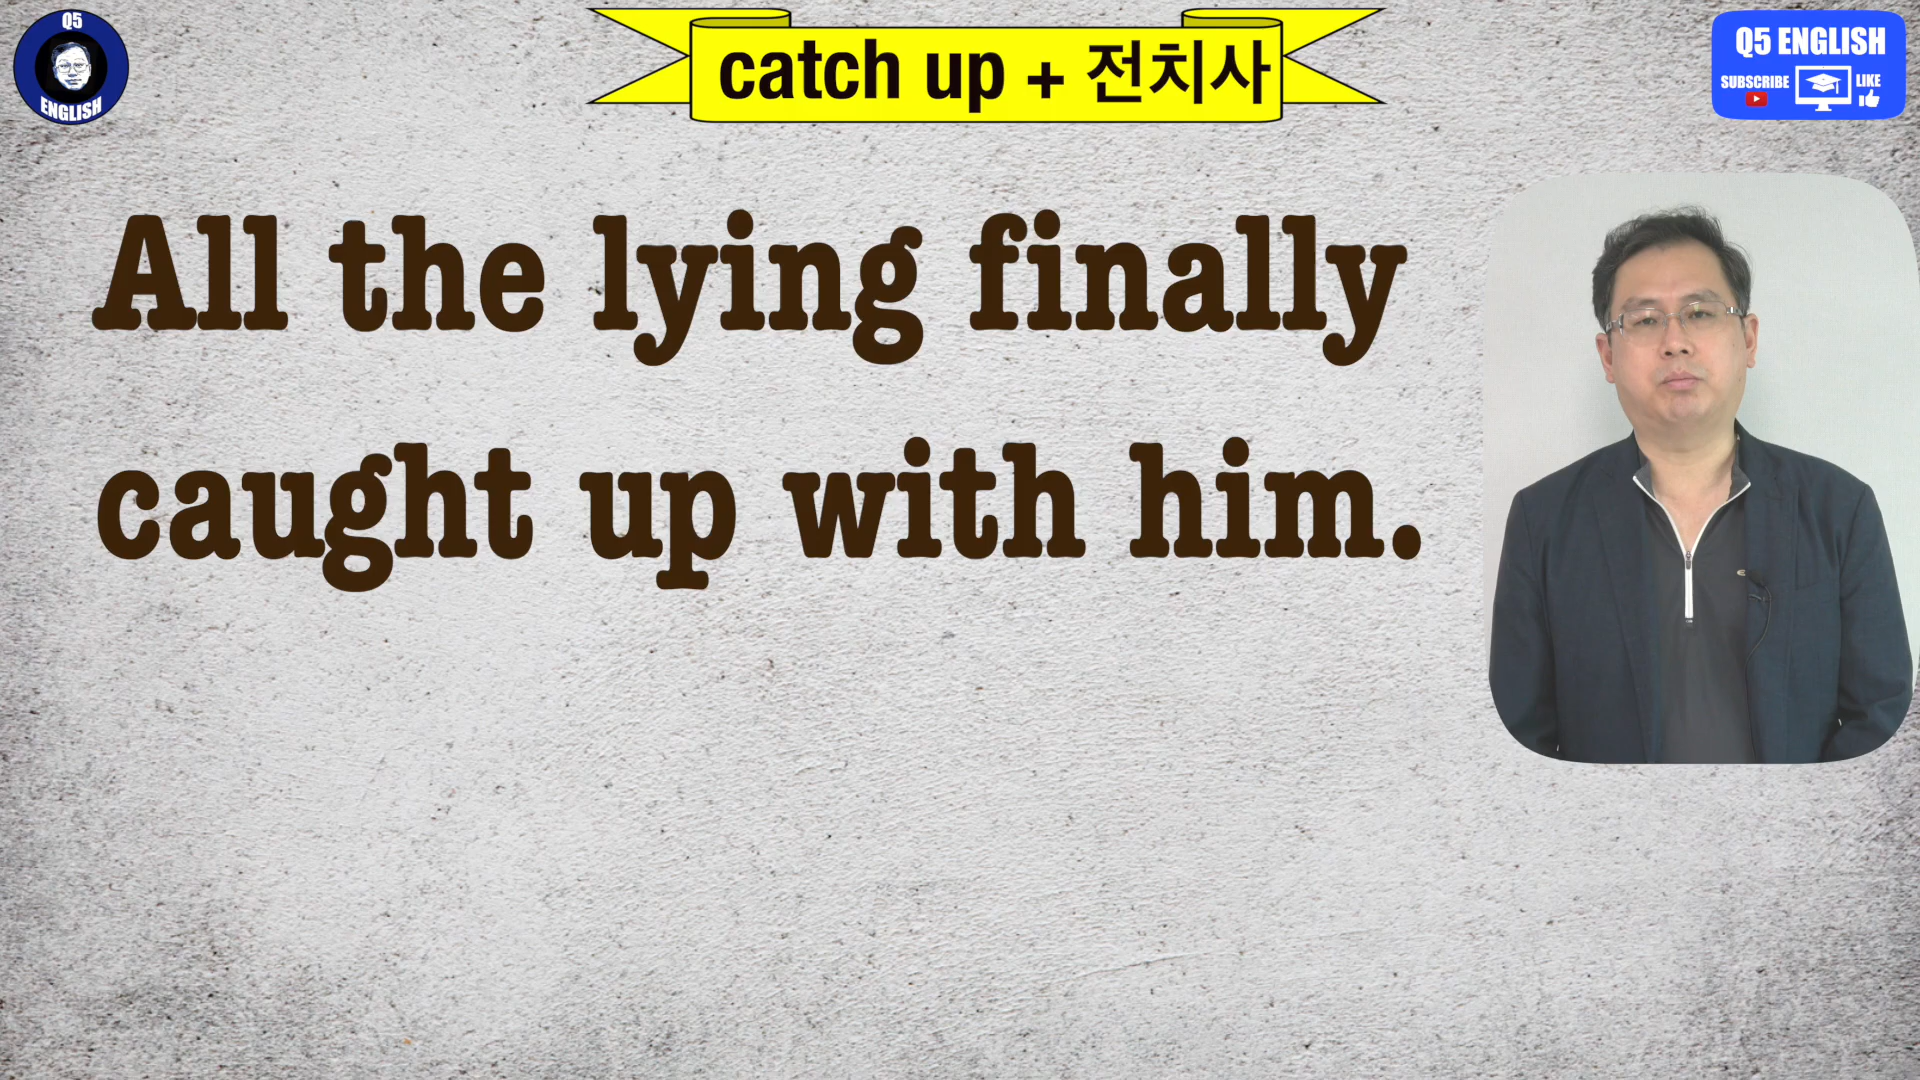 Q5
ENGLISH
catch up + 전치사
Q5 ENGLISH
SUBSCRIBE
LIKE
All the lying finally
caught up with him.